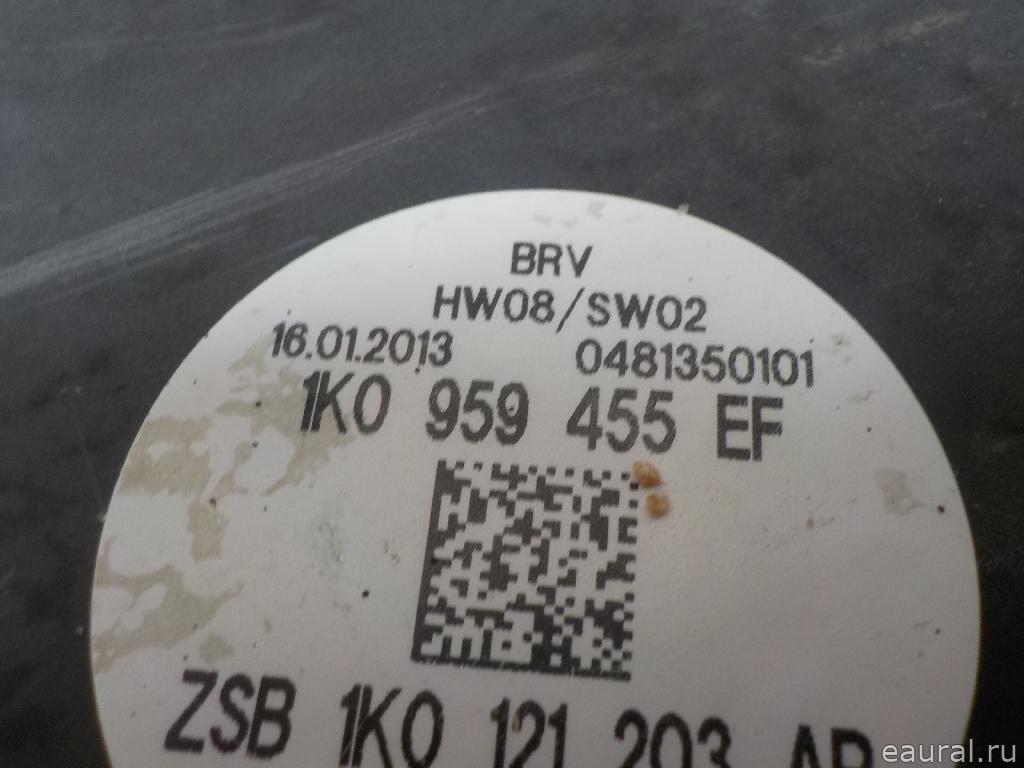 BRV
HW08/SW02
16.01.2013 0481350101
1K0 959 455 EF
ZSB 1K0 121 203
eaural.ru